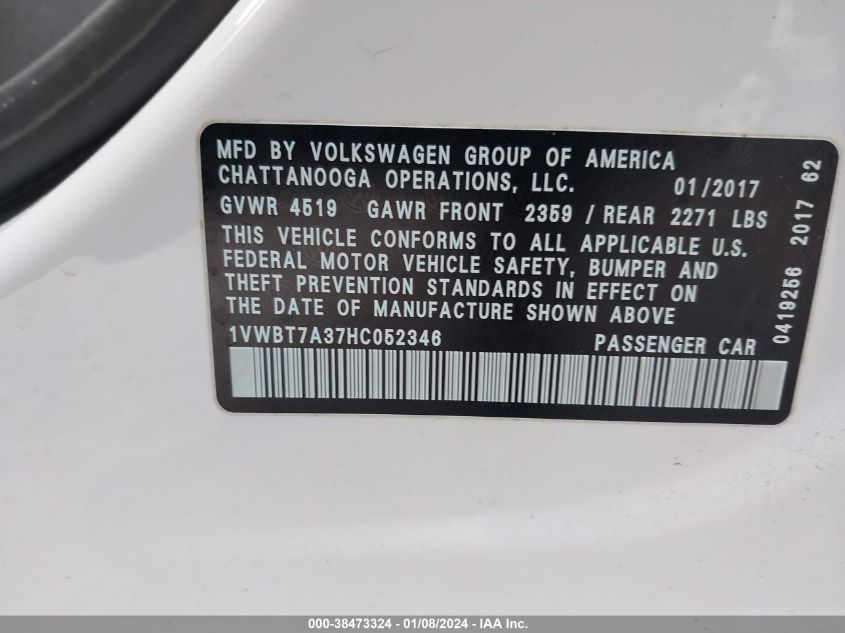 MFD BY VOLKSWAGEN GROUP OF AMERICA
CHATTANOOGA OPERATIONS, LLC. 01/2017
GVWR 4519 GAWR FRONT 2359 / REAR 2271 LBS
THIS VEHICLE CONFORMS TO ALL APPLICABLE U.S.
FEDERAL MOTOR VEHICLE SAFETY, BUMPER AND
THEFT PREVENTION STANDARDS IN EFFECT ON
THE DATE OF MANUFACTURE SHOWN ABOVE
1VWBT7A37HC052346 PASSENGER CAR
0419256 2017 62
000-38473324 - 01/08/2024 - IAA Inc.